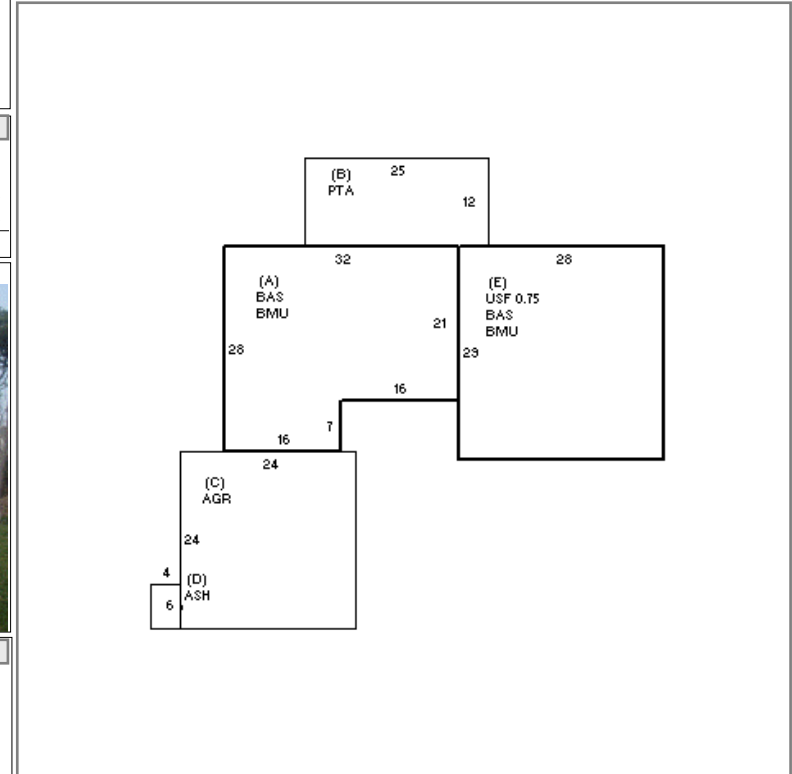 (B)
PTA
25
12
32
28
(A)
BAS
BMU
(E)
USF 0.75
BAS
BMU
21
28
29
16
7
16
24
(C)
AGR
24
4
(D)
ASH
6